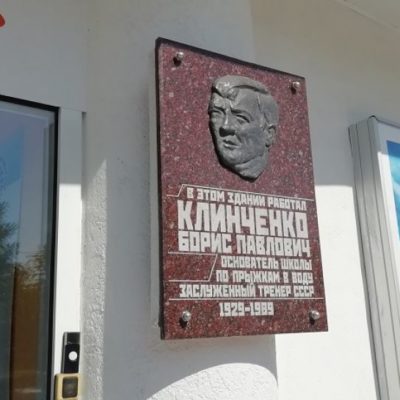 В ЭТОМ ЗДАНИИ РАБОТАЛ
КЛИНЧЕНКО
БОРИС ПАВЛОВИЧ
ОСНОВАТЕЛЬ ШКОЛЫ
ПО ПРЫЖКАМ В ВОДУ
ЗАСЛУЖЕННЫЙ ТРЕНЕР СССР
1929-1989